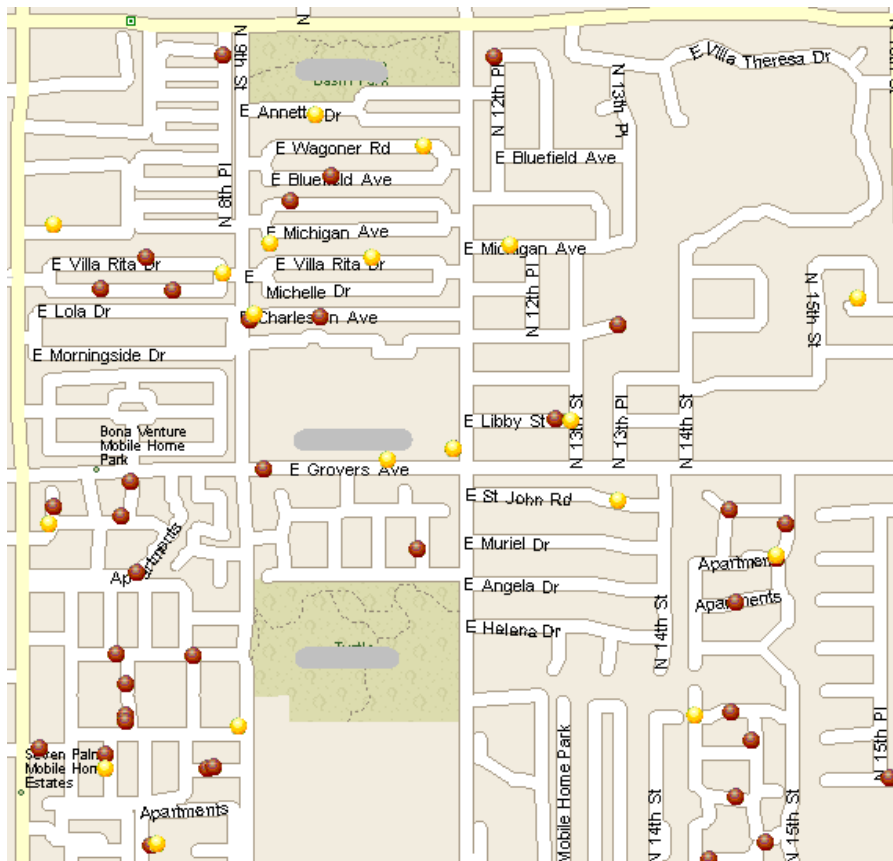 N
N 9th St
E Villa Theresa Dr
N 12th Pl
N 13th Pl
E Annett Dr
E Wagoner Rd
E Bluefield Ave
E Bluefield Ave
N 8th Pl
E Michigan Ave
E Michigan Ave
E Villa Rita Dr
E Villa Rita Dr
E
Michelle Dr
N 12th Pl
N 15th St
E Lola Dr
E Charleston Ave
E Morningside Dr
E Libby St
N 13th St
N 13th Pl
N 14th St
Bona Venture
Mobile Home
Park
E Grovers Ave
E St John Rd
Apartments
E Muriel Dr
Apartments
E Angela Dr
Apartments
E Helena Dr
N 14th St
Turtle
Seven Palms
Mobile Home
Estates
Mobile Home Park
N 15th Pl
Apartments
N 14th St
N 15th St